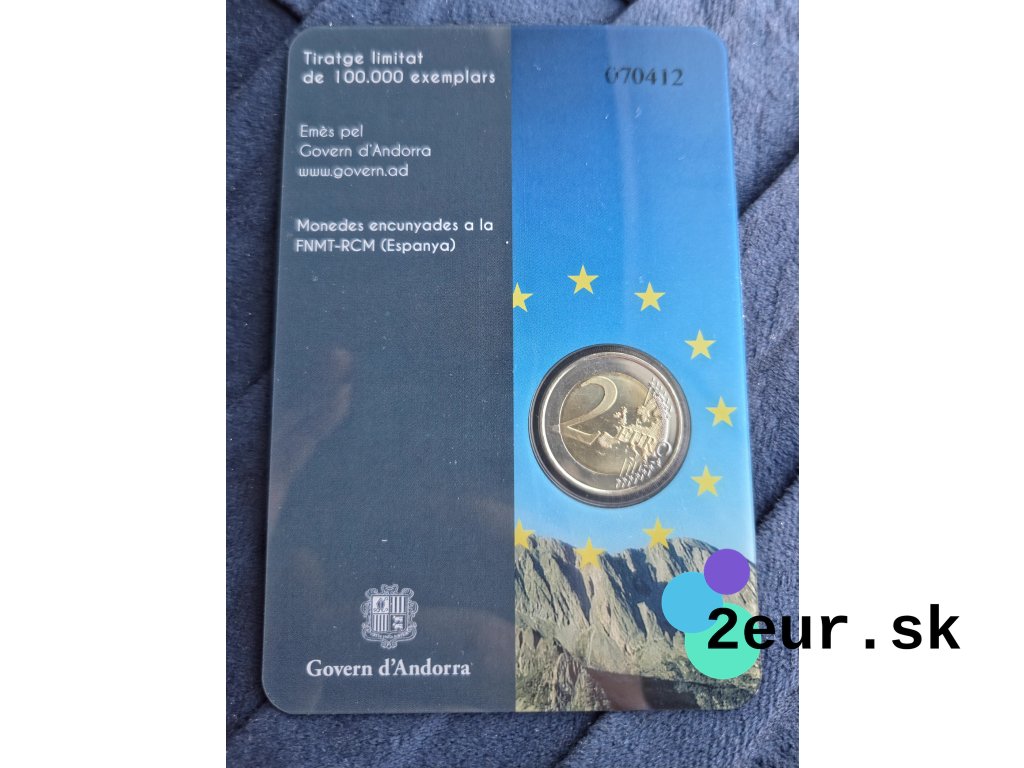 Tiratge limitat
de 100.000 exemplars
070412
Emès pel
Govern d'Andorra
www.govern.ad
Monedes encunyades a la
FNMT-RCM (Espanya)
2
Govern d'Andorra
2eur.sk